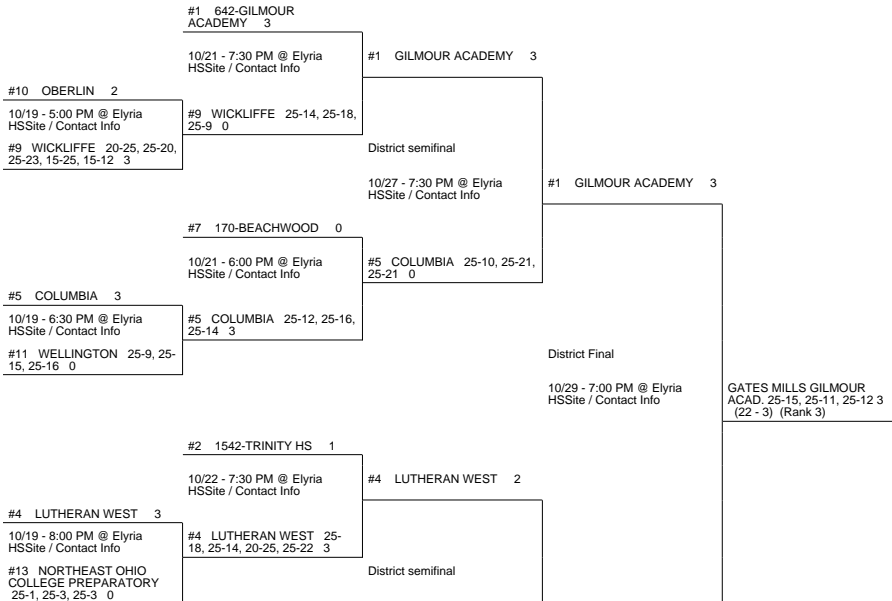 #1 642-GILMOUR
ACADEMY 3
10/21 - 7:30 PM @ Elyria
HSSite / Contact Info
#1 GILMOUR ACADEMY 3
#10 OBERLIN 2
10/19 - 5:00 PM @ Elyria
HSSite / Contact Info
#9 WICKLIFFE 25-14, 25-18,
25-9 0
#9 WICKLIFFE 20-25, 25-20,
25-23, 15-25, 15-12 3
District semifinal
10/27 - 7:30 PM @ Elyria
HSSite / Contact Info
#1 GILMOUR ACADEMY 3
#7 170-BEACHWOOD 0
10/21 - 6:00 PM @ Elyria
HSSite / Contact Info
#5 COLUMBIA 25-10, 25-21,
25-21 0
#5 COLUMBIA 3
10/19 - 6:30 PM @ Elyria
HSSite / Contact Info
#5 COLUMBIA 25-12, 25-16,
25-14 3
#11 WELLINGTON 25-9, 25-
15, 25-16 0
District Final
10/29 - 7:00 PM @ Elyria
HSSite / Contact Info
GATES MILLS GILMOUR
ACAD. 25-15, 25-11, 25-12 3
(22 - 3) (Rank 3)
#2 1542-TRINITY HS 1
10/22 - 7:30 PM @ Elyria
HSSite / Contact Info
#4 LUTHERAN WEST 2
#4 LUTHERAN WEST 3
10/19 - 8:00 PM @ Elyria
HSSite / Contact Info
#4 LUTHERAN WEST 25-
18, 25-14, 20-25, 25-22 3
#13 NORTHEAST OHIO
COLLEGE PREPARATORY
25-1, 25-3, 25-3 0
District semifinal